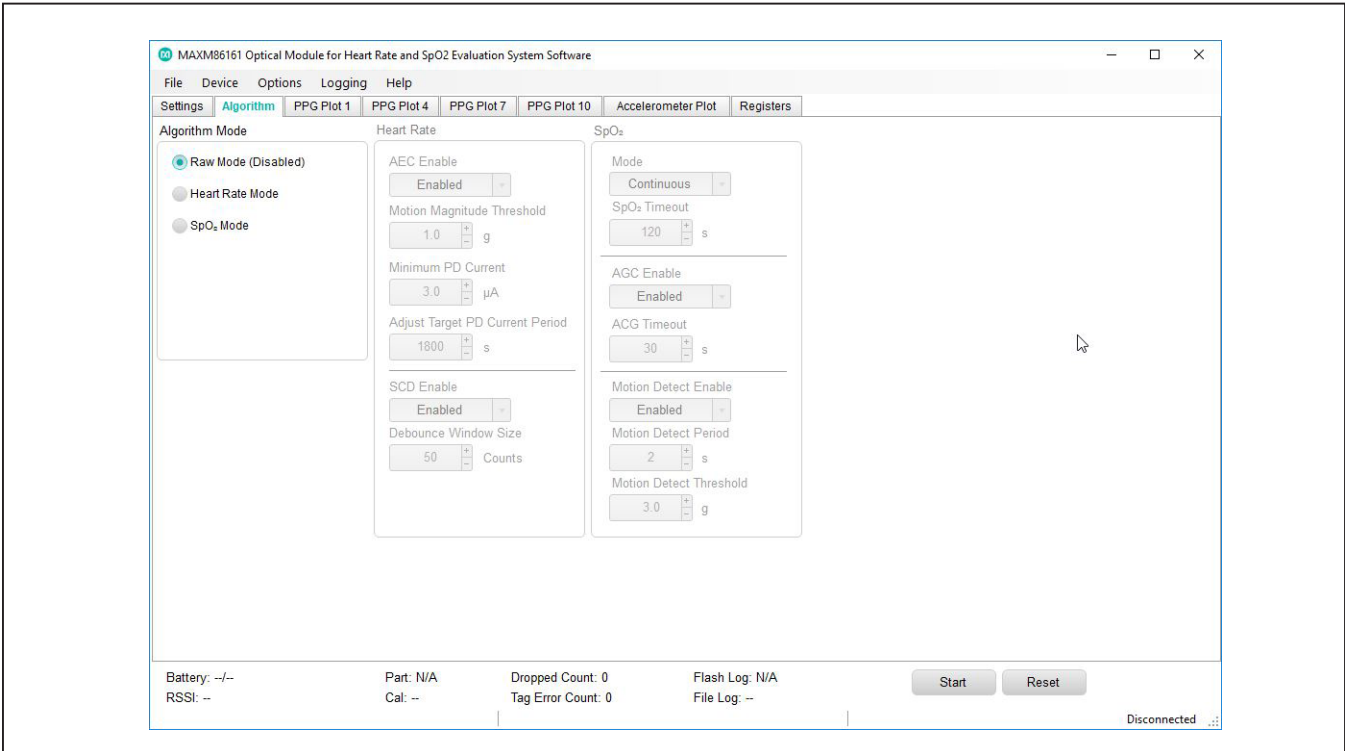 MAXM86161 Optical Module for Heart Rate and SpO2 Evaluation System Software
File Device Options Logging Help
Settings Algorithm PPG Plot 1 PPG Plot 4 PPG Plot 7 PPG Plot 10 Accelerometer Plot Registers
Algorithm Mode
Raw Mode (Disabled)
Heart Rate Mode
SpO₂ Mode
Heart Rate
AEC Enable
Enabled
Motion Magnitude Threshold
1.0 g
Minimum PD Current
3.0 µA
Adjust Target PD Current Period
1800 s
SCD Enable
Enabled
Debounce Window Size
50 Counts
SpO₂
Mode
Continuous
SpO₂ Timeout
120 s
AGC Enable
Enabled
ACG Timeout
30 s
Motion Detect Enable
Enabled
Motion Detect Period
2 s
Motion Detect Threshold
3.0 g
Battery: --/-- Part: N/A Dropped Count: 0 Flash Log: N/A
RSSI: -- Cal: -- Tag Error Count: 0 File Log: --
Start Reset
Disconnected